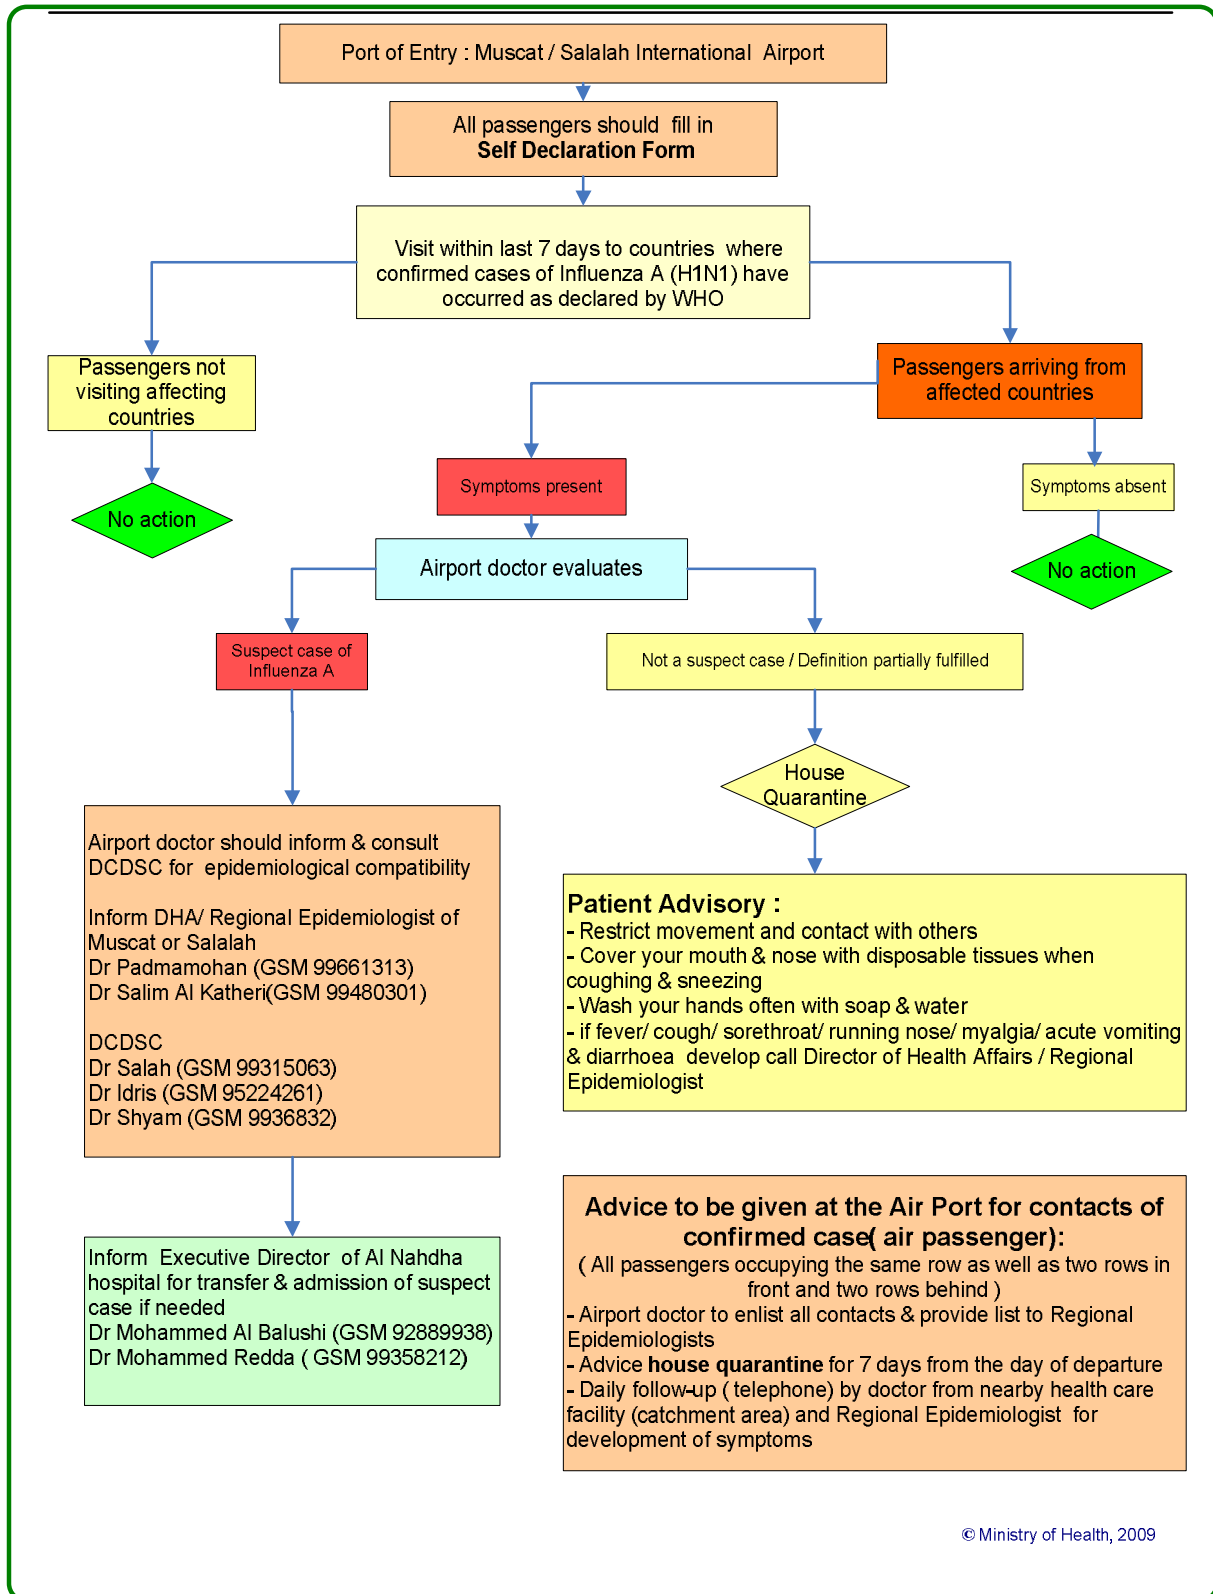 Port of Entry : Muscat / Salalah International Airport
All passengers should fill in
Self Declaration Form
Visit within last 7 days to countries where
confirmed cases of Influenza A (H1N1) have
occurred as declared by WHO
Passengers not
visiting affecting
countries
Passengers arriving from
affected countries
Symptoms present
Symptoms absent
No action
No action
Airport doctor evaluates
Suspect case of
Influenza A
Not a suspect case / Definition partially fulfilled
House
Quarantine
Airport doctor should inform & consult
DCDSC for epidemiological compatibility
Inform DHA/ Regional Epidemiologist of
Muscat or Salalah
Dr Padmamohan (GSM 99661313)
Dr Salim Al Katheri(GSM 99480301)
DCDSC
Dr Salah (GSM 99315063)
Dr Idris (GSM 95224261)
Dr Shyam (GSM 9936832)
Patient Advisory :
- Restrict movement and contact with others
- Cover your mouth & nose with disposable tissues when
coughing & sneezing
- Wash your hands often with soap & water
- if fever/ cough/ sorethroat/ running nose/ myalgia/ acute vomiting
& diarrhoea develop call Director of Health Affairs / Regional
Epidemiologist
Inform Executive Director of Al Nahdha
hospital for transfer & admission of suspect
case if needed
Dr Mohammed Al Balushi (GSM 92889938)
Dr Mohammed Redda ( GSM 99358212)
Advice to be given at the Air Port for contacts of
confirmed case( air passenger):
( All passengers occupying the same row as well as two rows in
front and two rows behind )
- Airport doctor to enlist all contacts & provide list to Regional
Epidemiologists
- Advice house quarantine for 7 days from the day of departure
- Daily follow-up ( telephone) by doctor from nearby health care
facility (catchment area) and Regional Epidemiologist for
development of symptoms
© Ministry of Health, 2009